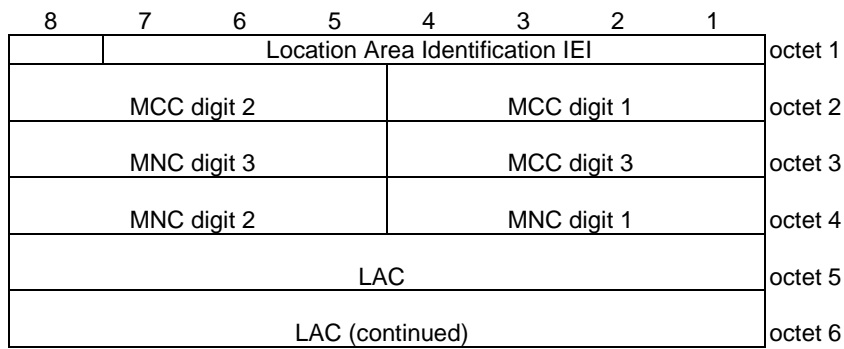 8 7 6 5 4 3 2 1
Location Area Identification IEI octet 1
MCC digit 2 MCC digit 1 octet 2
MNC digit 3 MCC digit 3 octet 3
MNC digit 2 MNC digit 1 octet 4
LAC octet 5
LAC (continued) octet 6